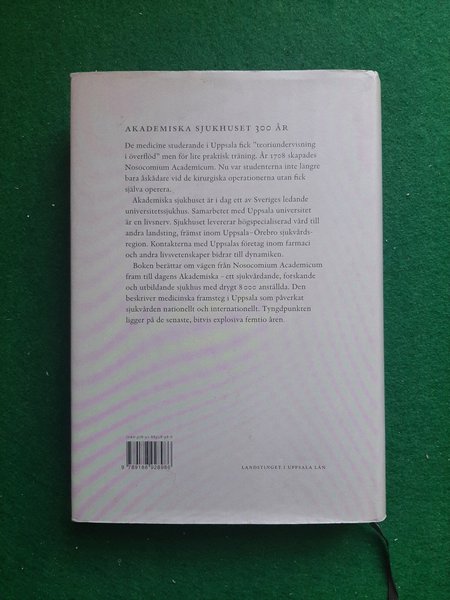 AKADEMISKA SJUKHUSET 300 ÅR
De medicine studerande i Uppsala fick "teoriundervisning
i överflöd" men för lite praktisk träning. År 1708 skapades
Nosocomium Academicum. Nu var studenterna inte längre
bara åskådare vid de kirurgiska operationerna utan fick
själva operera.
Akademiska sjukhuset är i dag ett av Sveriges ledande
universitetssjukhus. Samarbetet med Uppsala universitet
är en livsnerv. Sjukhuset levererar högspecialiserad vård till
andra landsting, främst inom Uppsala–Örebro sjukvårds-
region. Kontakterna med Uppsalas företag inom farmaci
och andra livsvetenskaper bidrar till dynamiken.
Boken berättar om vägen från Nosocomium Academicum
fram till dagens Akademiska – ett sjukvårdande, forskande
och utbildande sjukhus med drygt 8 000 anställda. Den
beskriver medicinska framsteg i Uppsala som påverkat
sjukvården nationellt och internationellt. Tyngdpunkten
ligger på de senaste, bitvis explosiva femtio åren.
LANDSTINGET I UPPSALA LÄN